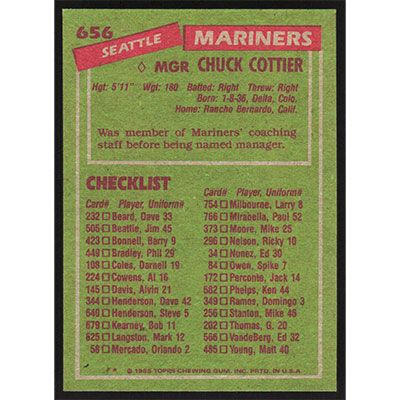 656
SEATTLE
MARINERS
◊ MGR CHUCK COTTIER
Hgt: 5'11" Wgt: 180 Batted: Right Threw: Right
Born: 1-8-36, Delta, Colo.
Home: Rancho Bernardo, Calif.
Was member of Mariners' coaching
staff before being named manager.
CHECKLIST
Card# Player, Uniform#
232 ☐ Beard, Dave 33
505 ☐ Beattie, Jim 45
423 ☐ Bonnell, Barry 9
449 ☐ Bradley, Phil 29
108 ☐ Coles, Darnell 19
224 ☐ Cowens, Al 16
145 ☐ Davis, Alvin 21
344 ☐ Henderson, Dave 42
640 ☐ Henderson, Steve 5
679 ☐ Kearney, Bob 11
625 ☐ Langston, Mark 12
58 ☐ Mercado, Orlando 2
Card# Player, Uniform#
754 ☐ Milbourne, Larry 8
766 ☐ Mirabella, Paul 52
373 ☐ Moore, Mike 25
296 ☐ Nelson, Ricky 10
34 ☐ Nunez, Ed 30
84 ☐ Owen, Spike 7
172 ☐ Perconte, Jack 14
582 ☐ Phelps, Ken 44
349 ☐ Ramos, Domingo 3
256 ☐ Stanton, Mike 46
202 ☐ Thomas, G. 20
566 ☐ VandeBerg, Ed 32
485 ☐ Young, Matt 40
© 1985 TOPPS CHEWING GUM, INC. PRTD. IN U.S.A